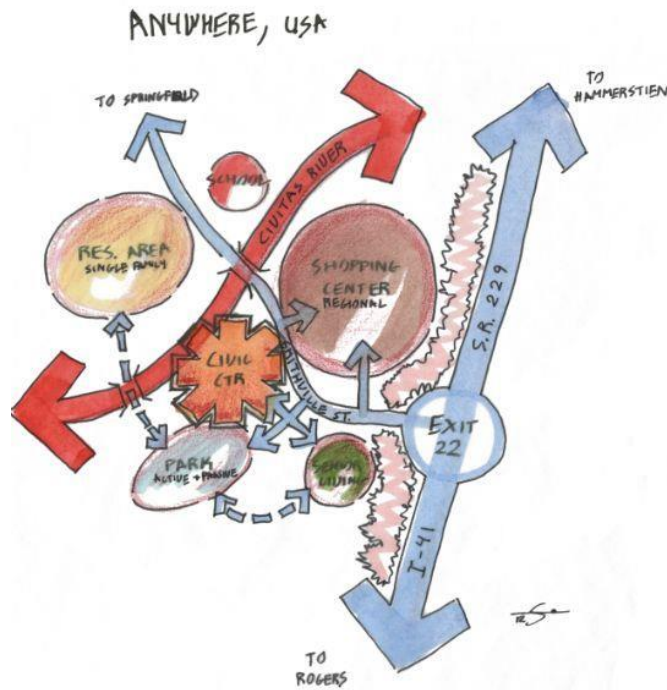 ANYWHERE, USA
TO SPRINGFIELD
TO
HAMMERSTIEN
SCHOOL
CIVITAS RIVER
RES. AREA
SINGLE FAMILY
SHOPPING
CENTER
REGIONAL
S.R. 229
CIVIC
CTR
SMITHVILLE ST.
EXIT
22
PARK
ACTIVE + PASSIVE
SENIOR
LIVING
I-41
TO
ROGERS